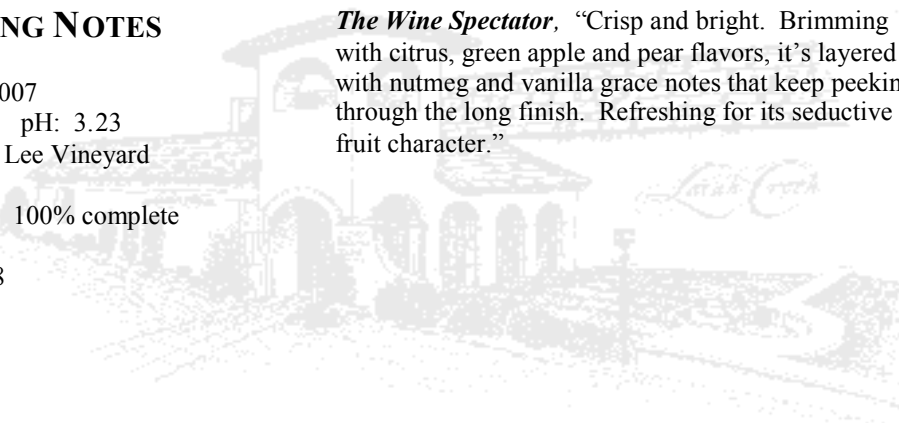 NG NOTES
007
pH: 3.23
Lee Vineyard
100% complete
8
The Wine Spectator, “Crisp and bright. Brimming
with citrus, green apple and pear flavors, it’s layered
with nutmeg and vanilla grace notes that keep peekin
through the long finish. Refreshing for its seductive
fruit character.”